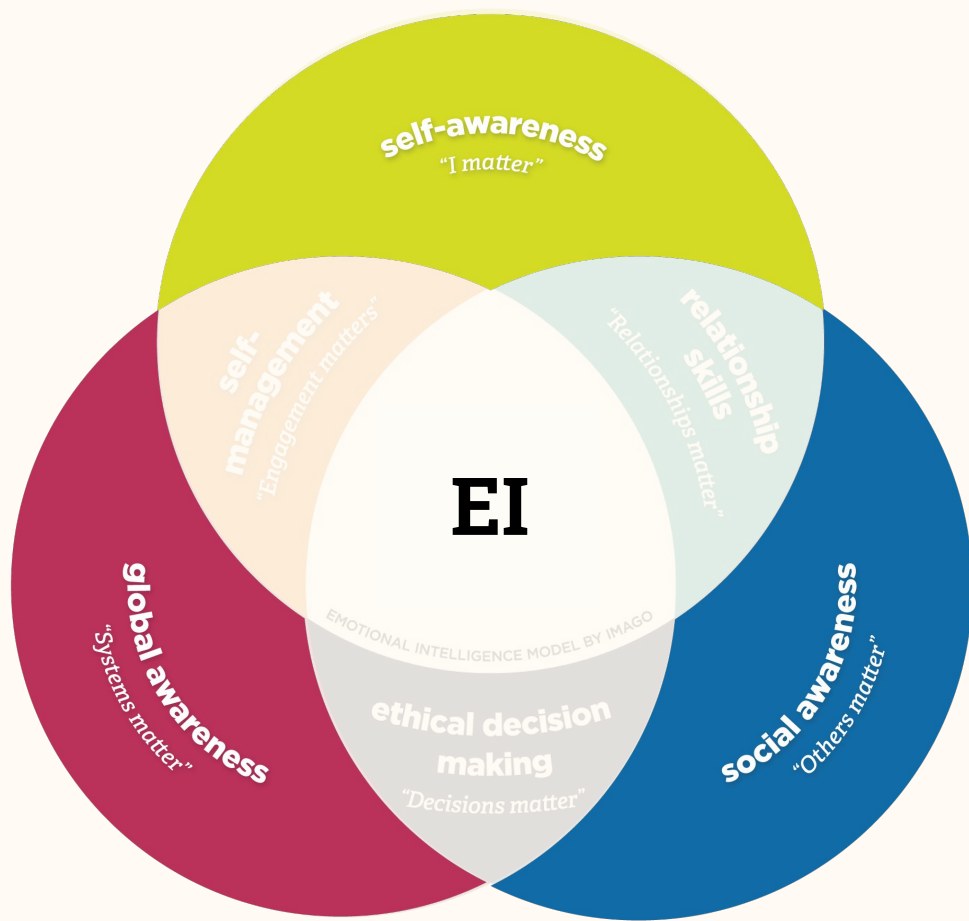 self-awareness
“I matter”
self-
management
“Engagement matters”
relationship
skills
“Relationships matter”
EI
EMOTIONAL INTELLIGENCE MODEL BY IMAGO
global awareness
“Systems matter”
social awareness
“Others matter”
ethical decision
making
“Decisions matter”